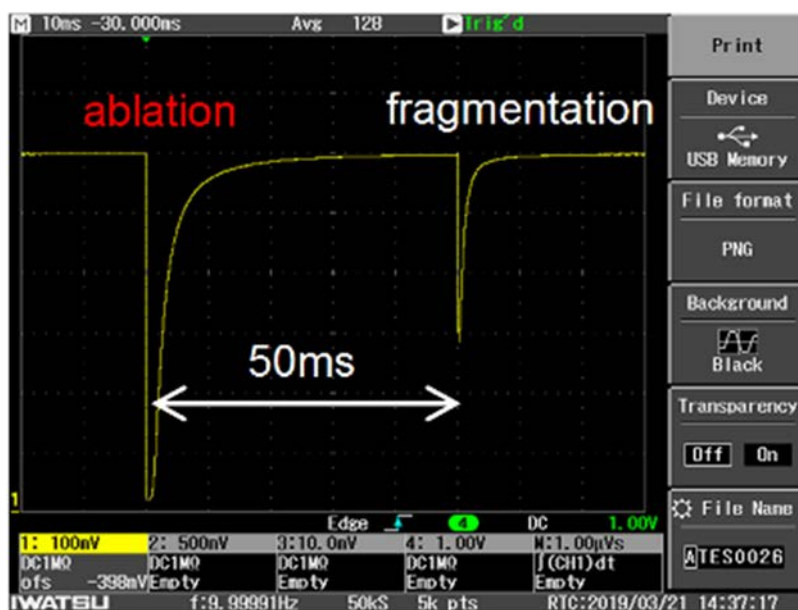 M 10ms -30.000ms Avg 128 Trig'd
Print
ablation fragmentation
Device
USB Memory
File format
PNG
Background
Black
50ms
Transparency
Off On
1
Edge 4 DC 1.00V
File Name
1: 100mV 2: 500mV 3:10.0mV 4: 1.00V M:1.00µVs
DC1MΩ DC1MΩ DC1MΩ DC1MΩ ∫(CH1)dt
ofs -398mV Empty Empty Empty Empty
ATES0026
IWATSU f:9.99991Hz 50kS 5k pts RTC:2019/03/21 14:37:17